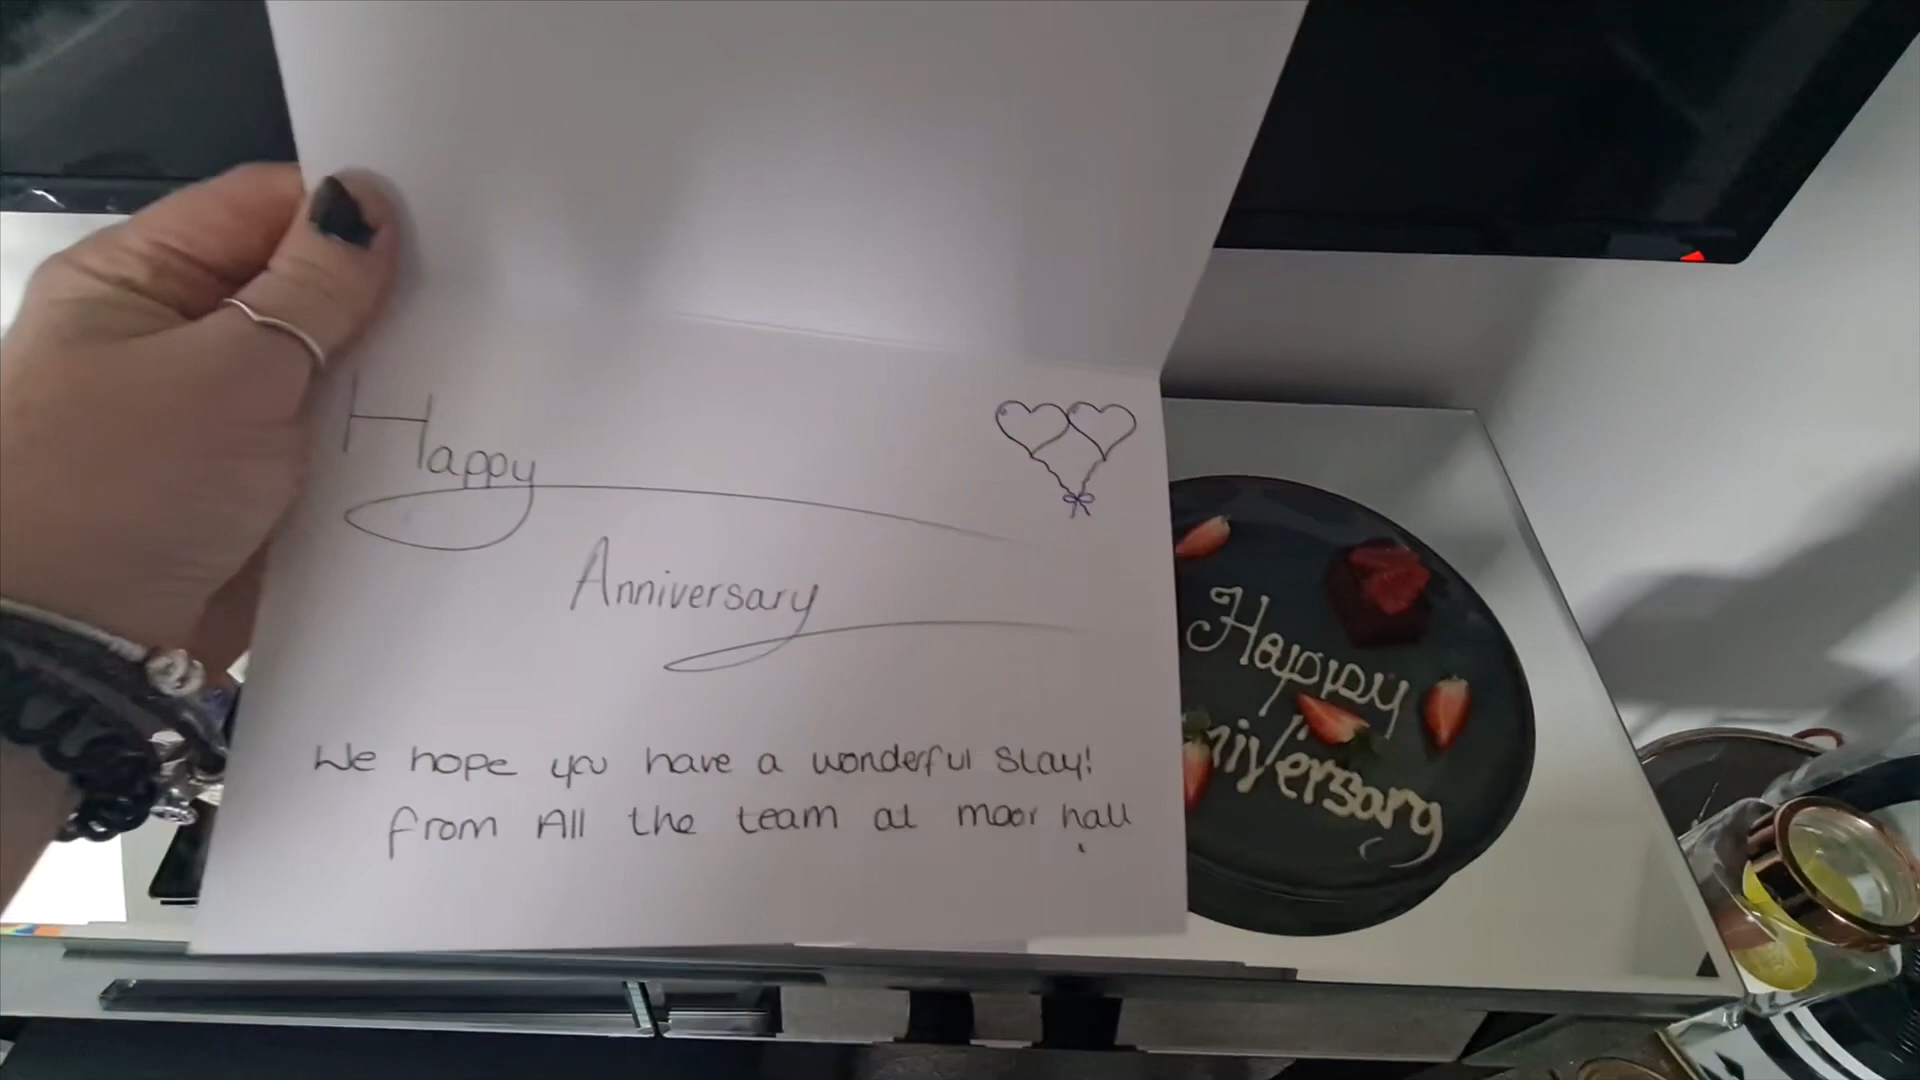 Happy
Anniversary
We hope you have a wonderful stay!
from All the team at moor hall
Happy
niversary